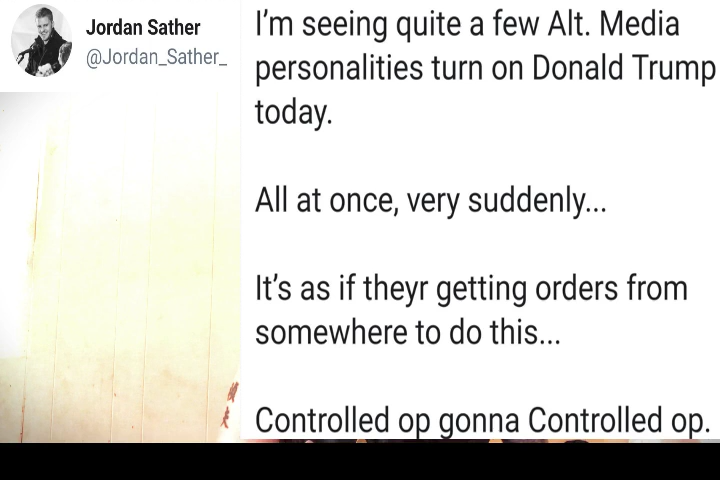 Jordan Sather
@Jordan_Sather_
I'm seeing quite a few Alt. Media
personalities turn on Donald Trump
today.
All at once, very suddenly...
It's as if theyr getting orders from
somewhere to do this...
Controlled op gonna Controlled op.